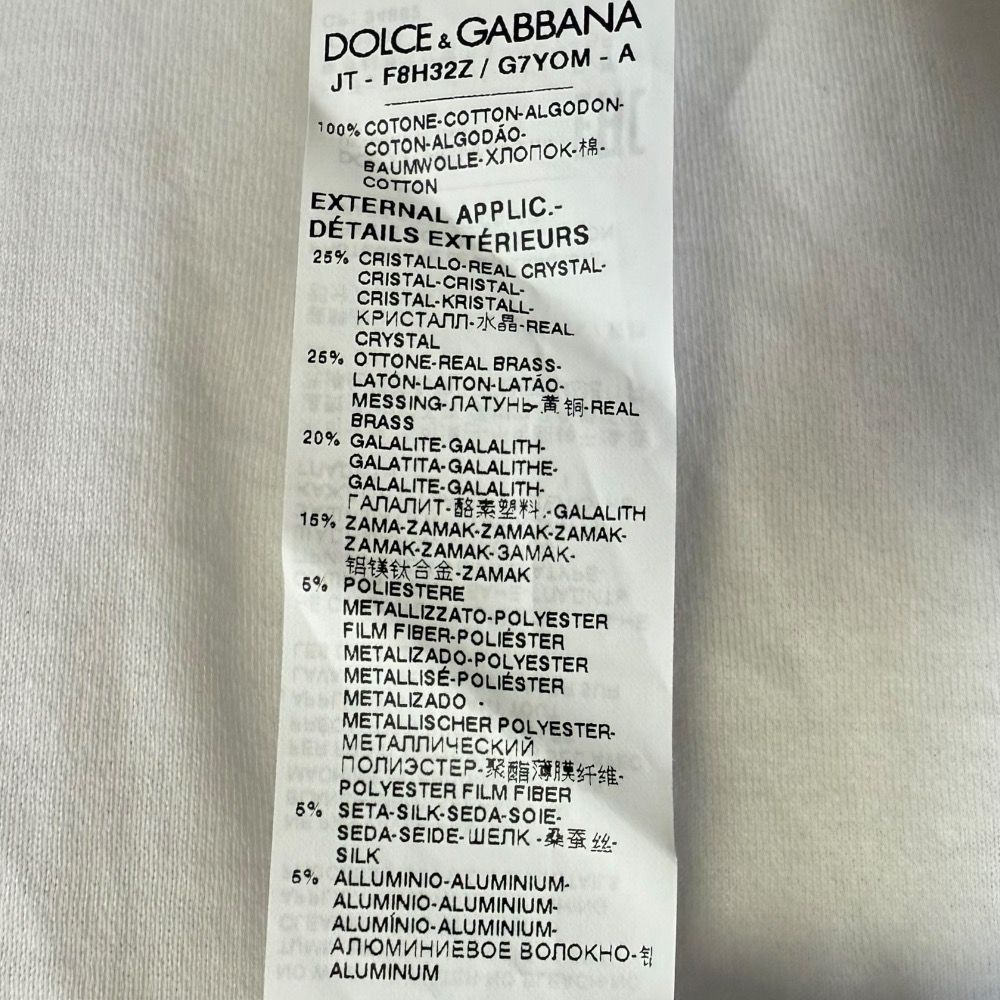 DOLCE & GABBANA
JT - F8H32Z / G7YOM - A
100% COTONE-COTTON-ALGODON-
COTON-ALGODÃO-
BAUMWOLLE-ХЛОПОК-棉-
COTTON
EXTERNAL APPLIC.-
DÉTAILS EXTÉRIEURS
25% CRISTALLO-REAL CRYSTAL-
CRISTAL-CRISTAL-
CRISTAL-KRISTALL-
КРИСТАЛЛ-水晶-REAL
CRYSTAL
25% OTTONE-REAL BRASS-
LATÓN-LAITON-LATÃO-
MESSING-ЛАТУНЬ-黄铜-REAL
BRASS
20% GALALITE-GALALITH-
GALATITA-GALALITHE-
GALALITE-GALALITH-
ГАЛАЛИТ-酪素塑料.-GALALITH
15% ZAMA-ZAMAK-ZAMAK-ZAMAK-
ZAMAK-ZAMAK-ЗАМАК-
铝镁钛合金-ZAMAK
5% POLIESTERE
METALLIZZATO-POLYESTER
FILM FIBER-POLIÉSTER
METALIZADO-POLYESTER
METALLISÉ-POLIÉSTER
METALIZADO -
METALLISCHER POLYESTER-
МЕТАЛЛИЧЕСКИЙ
ПОЛИЭСТЕР-聚酯薄膜纤维-
POLYESTER FILM FIBER
5% SETA-SILK-SEDA-SOIE-
SEDA-SEIDE-ШЕЛК-桑蚕丝-
SILK
5% ALLUMINIO-ALUMINIUM-
ALUMINIO-ALUMINIUM-
ALUMÍNIO-ALUMINIUM-
АЛЮМИНИЕВОЕ ВОЛОКНО-
ALUMINUM